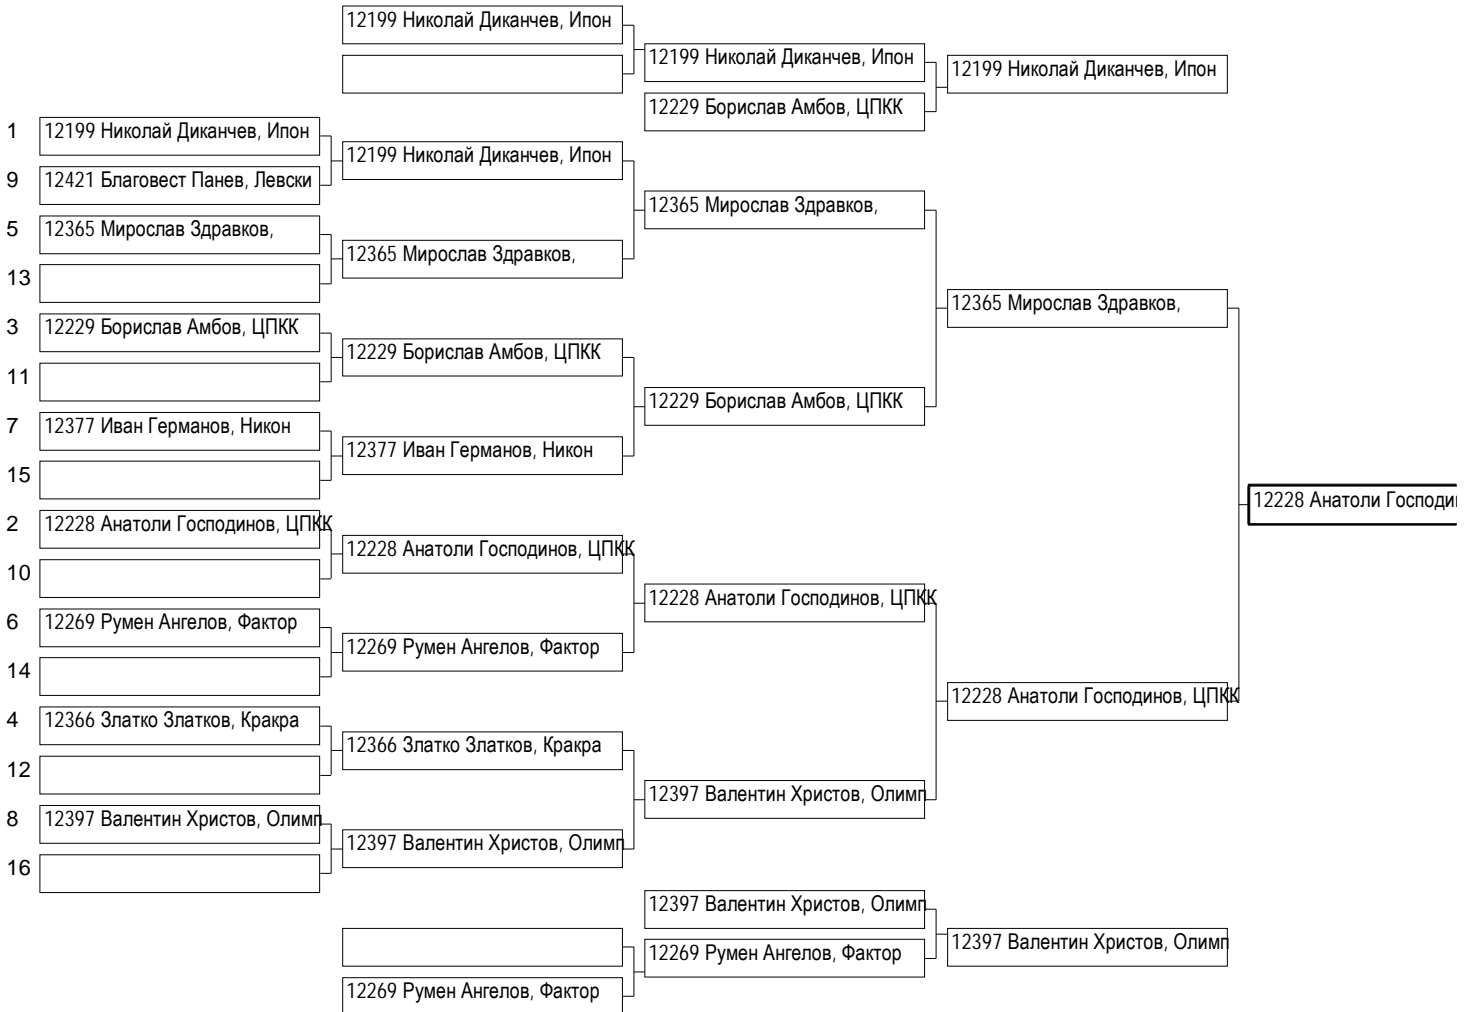 12199 Николай Диканчев, Ипон
12199 Николай Диканчев, Ипон
12199 Николай Диканчев, Ипон
12229 Борислав Амбов, ЦПКК
1 12199 Николай Диканчев, Ипон
12199 Николай Диканчев, Ипон
9 12421 Благовест Панев, Левски
12365 Мирослав Здравков,
5 12365 Мирослав Здравков,
12365 Мирослав Здравков,
13
12365 Мирослав Здравков,
3 12229 Борислав Амбов, ЦПКК
12229 Борислав Амбов, ЦПКК
11
12229 Борислав Амбов, ЦПКК
7 12377 Иван Германов, Никон
12377 Иван Германов, Никон
15
12228 Анатоли Господи
2 12228 Анатоли Господинов, ЦПКК
12228 Анатоли Господинов, ЦПКК
10
12228 Анатоли Господинов, ЦПКК
6 12269 Румен Ангелов, Фактор
12269 Румен Ангелов, Фактор
14
12228 Анатоли Господинов, ЦПКК
4 12366 Златко Златков, Кракра
12366 Златко Златков, Кракра
12
12397 Валентин Христов, Олимп
8 12397 Валентин Христов, Олимп
12397 Валентин Христов, Олимп
16
12397 Валентин Христов, Олимп
12397 Валентин Христов, Олимп
12269 Румен Ангелов, Фактор
12269 Румен Ангелов, Фактор